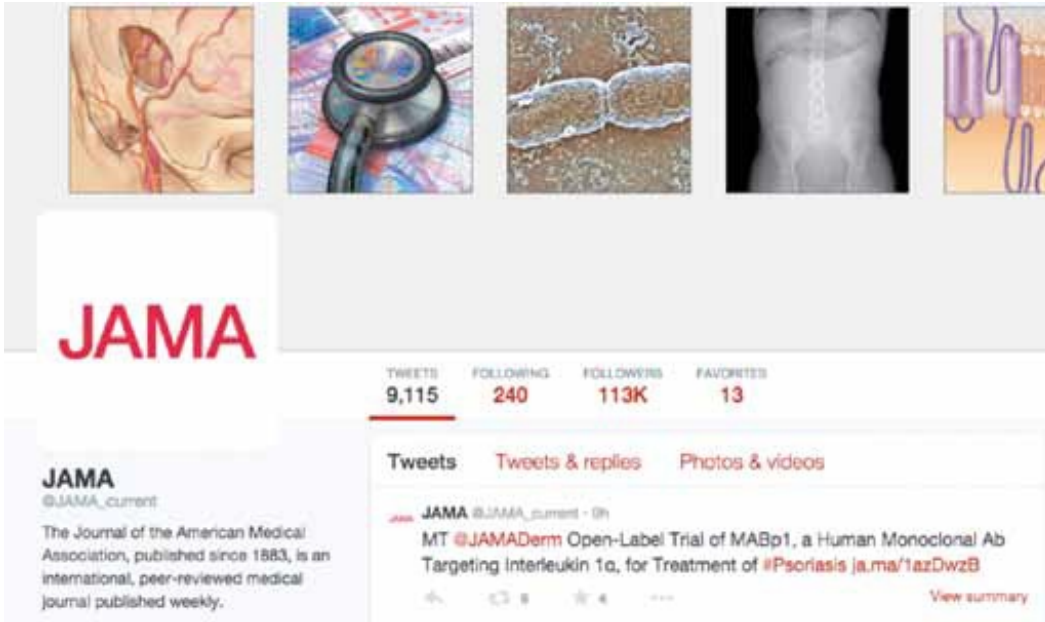 JAMA
TWEETS FOLLOWING FOLLOWERS FAVORITES
9,115 240 113K 13
JAMA
@JAMA_current
The Journal of the American Medical
Association, published since 1883, is an
international, peer-reviewed medical
journal published weekly.
Tweets Tweets & replies Photos & videos
JAMA JAMA @JAMA_current · 9h
MT @JAMADerm Open-Label Trial of MABp1, a Human Monoclonal Ab
Targeting Interleukin 1α, for Treatment of #Psoriasis ja.ma/1azDwzB
4 View summary